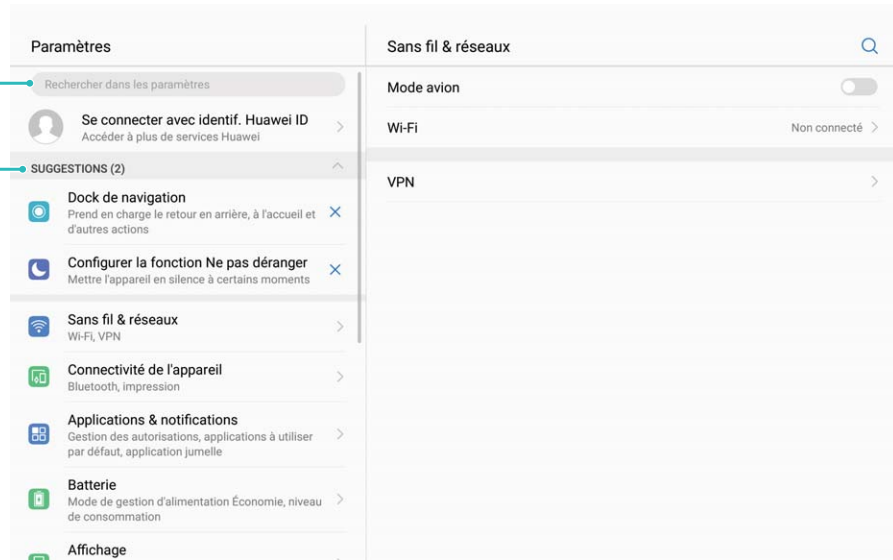 Paramètres
Rechercher dans les paramètres
Se connecter avec identif. Huawei ID
Accéder à plus de services Huawei
SUGGESTIONS (2)
Dock de navigation
Prend en charge le retour en arrière, à l'accueil et
d'autres actions
Configurer la fonction Ne pas déranger
Mettre l'appareil en silence à certains moments
Sans fil & réseaux
Wi-Fi, VPN
Connectivité de l'appareil
Bluetooth, impression
Applications & notifications
Gestion des autorisations, applications à utiliser
par défaut, application jumelle
Batterie
Mode de gestion d'alimentation Économie, niveau
de consommation
Affichage
Sans fil & réseaux
Mode avion
Wi-Fi
Non connecté
VPN